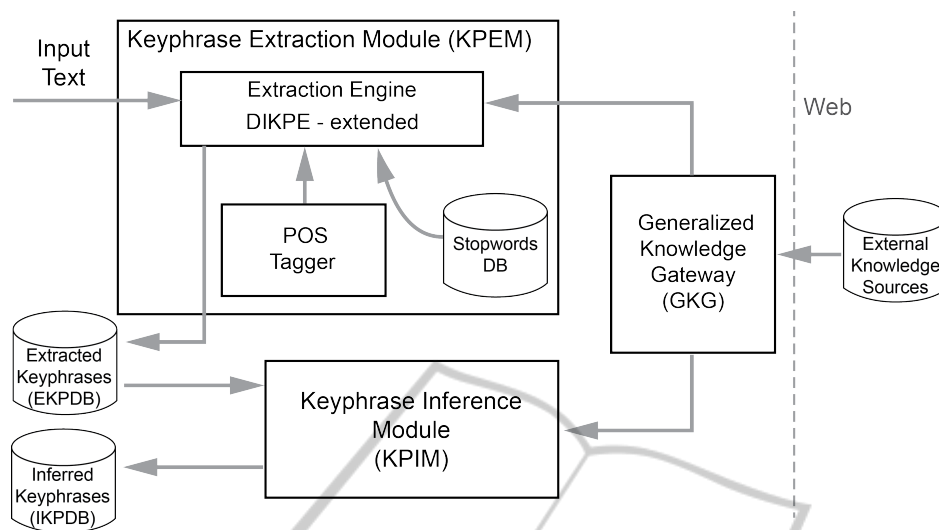 Input
Text
Keyphrase Extraction Module (KPEM)
Extraction Engine
DIKPE - extended
POS
Tagger
Stopwords
DB
Web
Generalized
Knowledge
Gateway
(GKG)
External
Knowledge
Sources
Extracted
Keyphrases
(EKPDB)
Keyphrase Inference
Module
(KPIM)
Inferred
Keyphrases
(IKPDB)